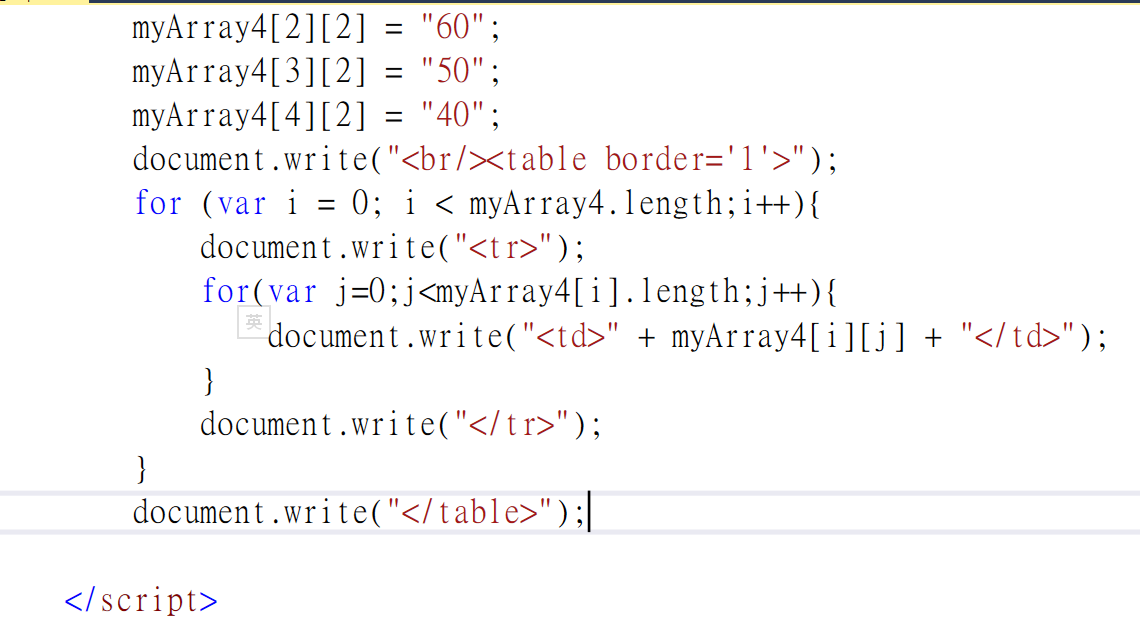 myArray4[2][2] = "60";
myArray4[3][2] = "50";
myArray4[4][2] = "40";
document.write("<br/><table border='1'>");
for (var i = 0; i < myArray4.length;i++){
document.write("<tr>");
for(var j=0;j<myArray4[i].length;j++){
英
document.write("<td>" + myArray4[i][j] + "</td>");
}
document.write("</tr>");
}
document.write("</table>");
</script>